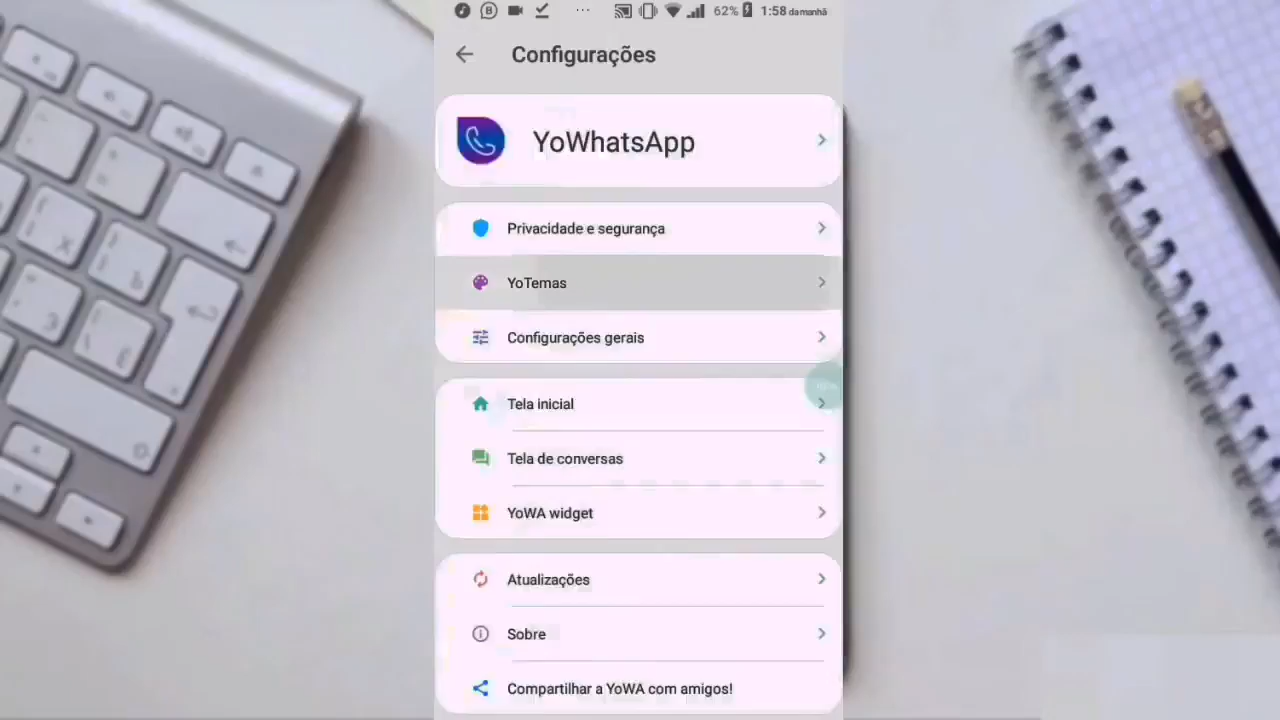 62% 1:58 da manhã
Configurações
YoWhatsApp
Privacidade e segurança
YoTemas
Configurações gerais
Tela inicial
Tela de conversas
YoWA widget
Atualizações
Sobre
Compartilhar a YoWA com amigos!